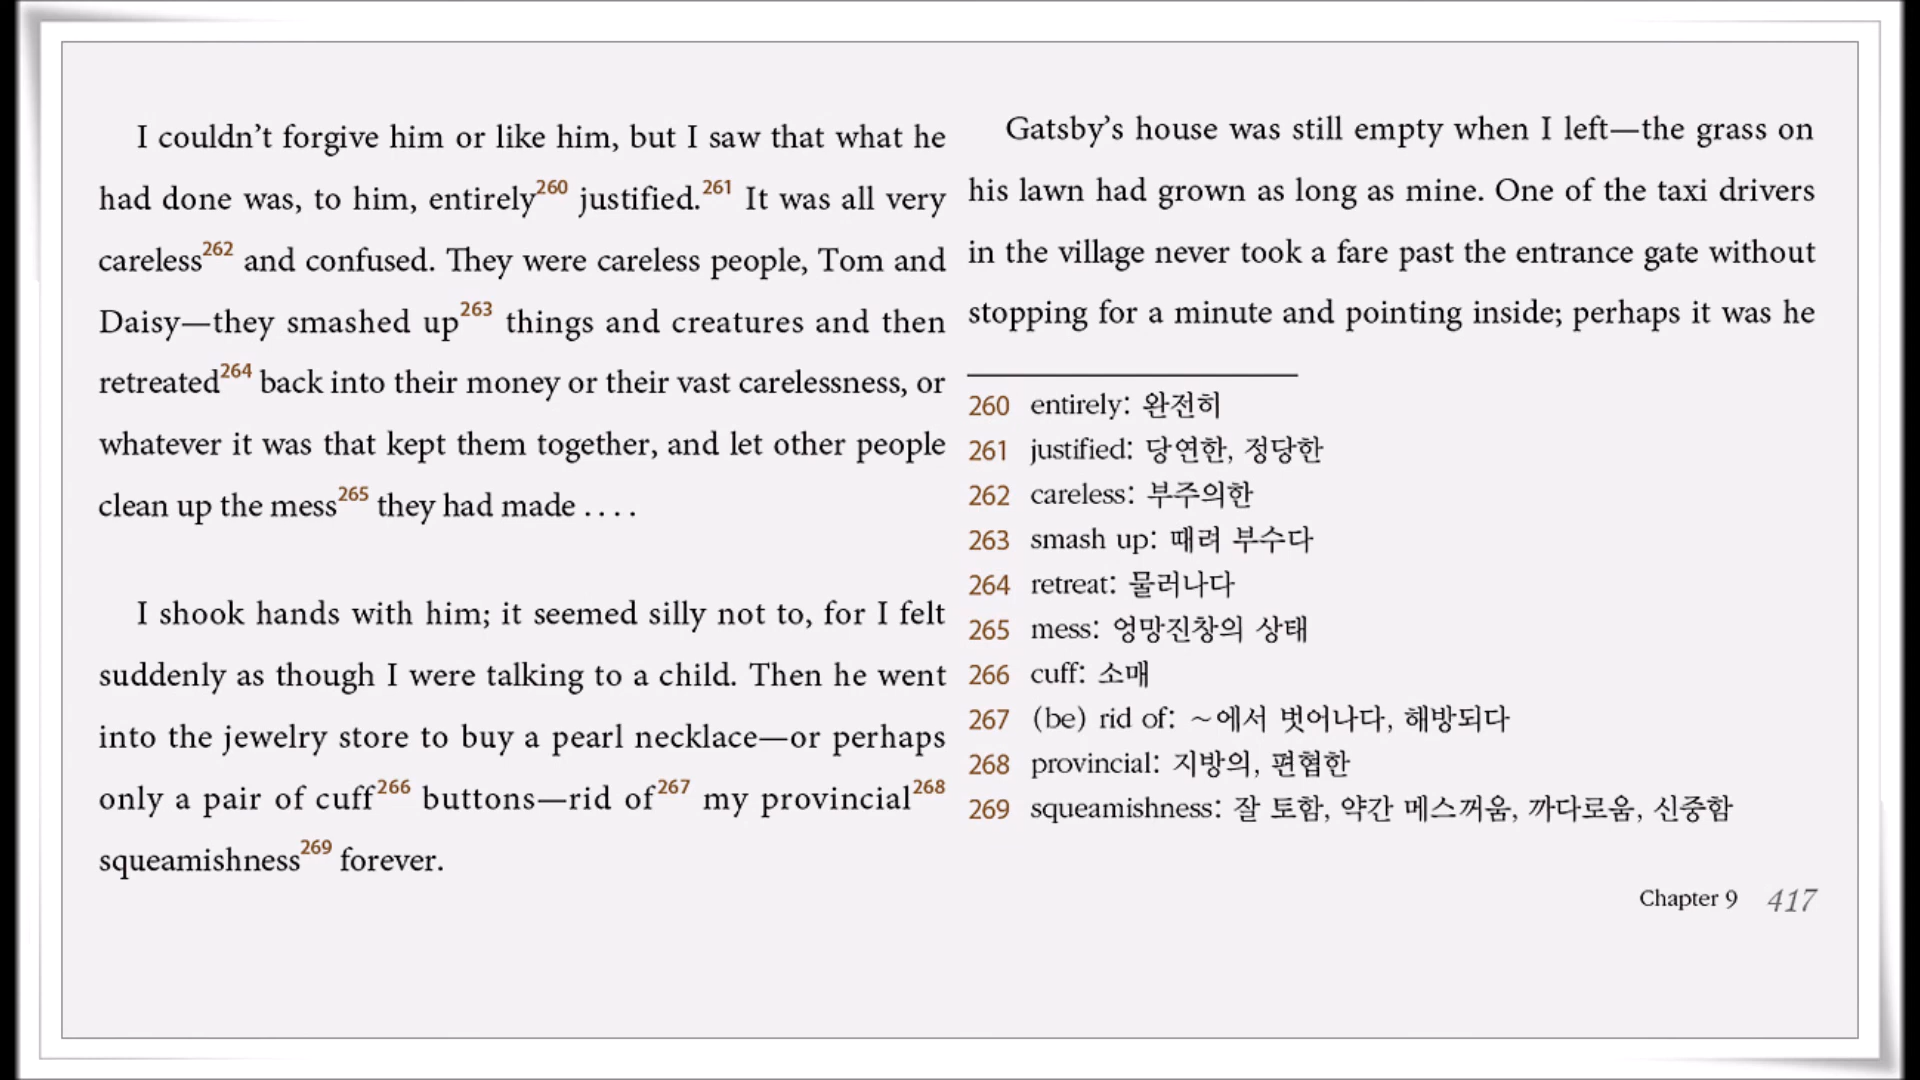 I couldn’t forgive him or like him, but I saw that what he
had done was, to him, entirely260 justified.261 It was all very
careless262 and confused. They were careless people, Tom and
Daisy—they smashed up263 things and creatures and then
retreated264 back into their money or their vast carelessness, or
whatever it was that kept them together, and let other people
clean up the mess265 they had made . . . .
I shook hands with him; it seemed silly not to, for I felt
suddenly as though I were talking to a child. Then he went
into the jewelry store to buy a pearl necklace—or perhaps
only a pair of cuff266 buttons—rid of267 my provincial268
squeamishness269 forever.
Gatsby’s house was still empty when I left—the grass on
his lawn had grown as long as mine. One of the taxi drivers
in the village never took a fare past the entrance gate without
stopping for a minute and pointing inside; perhaps it was he
260 entirely: 완전히
261 justified: 당연한, 정당한
262 careless: 부주의한
263 smash up: 때려 부수다
264 retreat: 물러나다
265 mess: 엉망진창의 상태
266 cuff: 소매
267 (be) rid of: ~에서 벗어나다, 해방되다
268 provincial: 지방의, 편협한
269 squeamishness: 잘 토함, 약간 메스꺼움, 까다로움, 신중함
Chapter 9 417